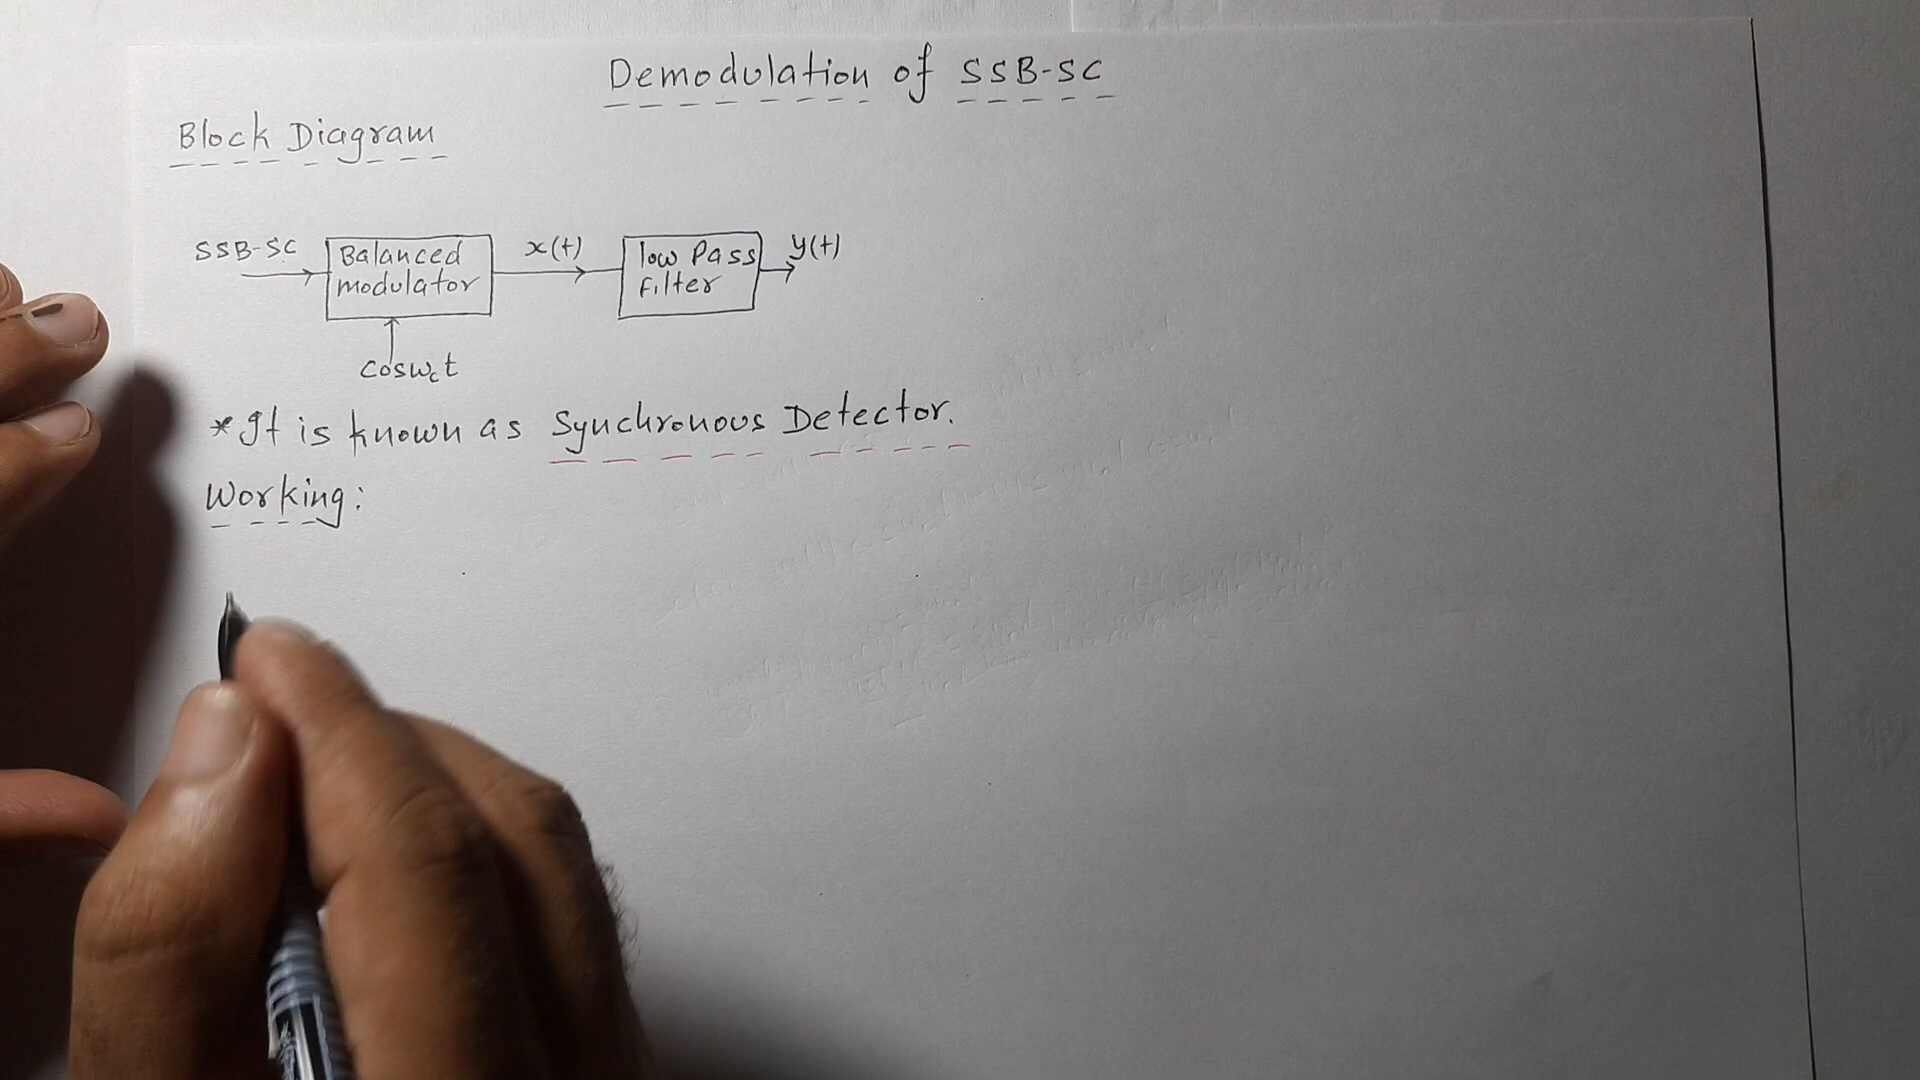 Demodulation of SSB-SC
Block Diagram
SSB-SC
Balanced
modulator
x(t)
low Pass
Filter
y(t)
Cosωct
*It is known as Synchronous Detector.
Working: